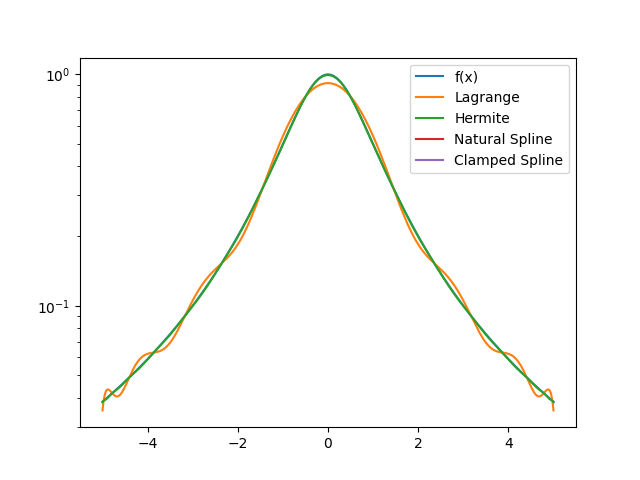 10⁰
10⁻¹
f(x)
Lagrange
Hermite
Natural Spline
Clamped Spline
−4
−2
0
2
4